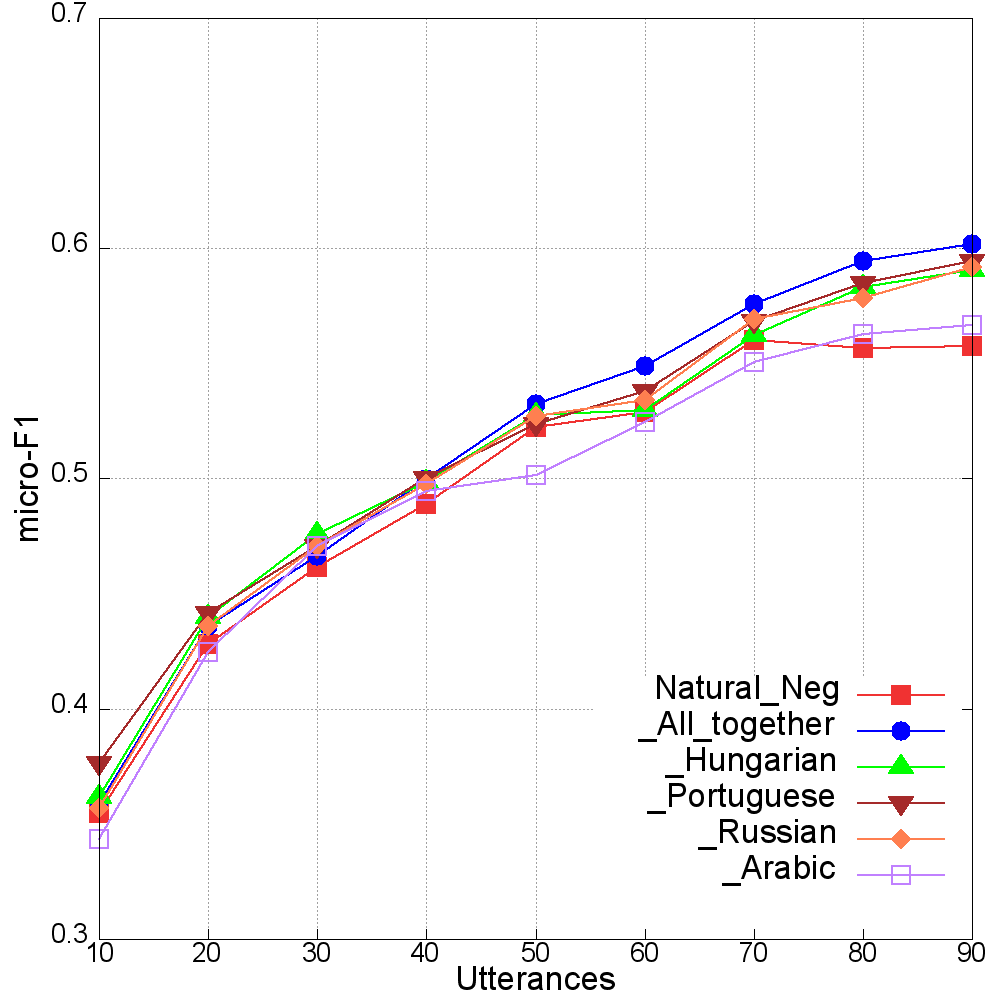 0.7
0.6
0.5
0.4
0.3
micro-F1
10 20 30 40 50 60 70 80 90
Utterances
Natural_Neg
_All_together
_Hungarian
_Portuguese
_Russian
_Arabic